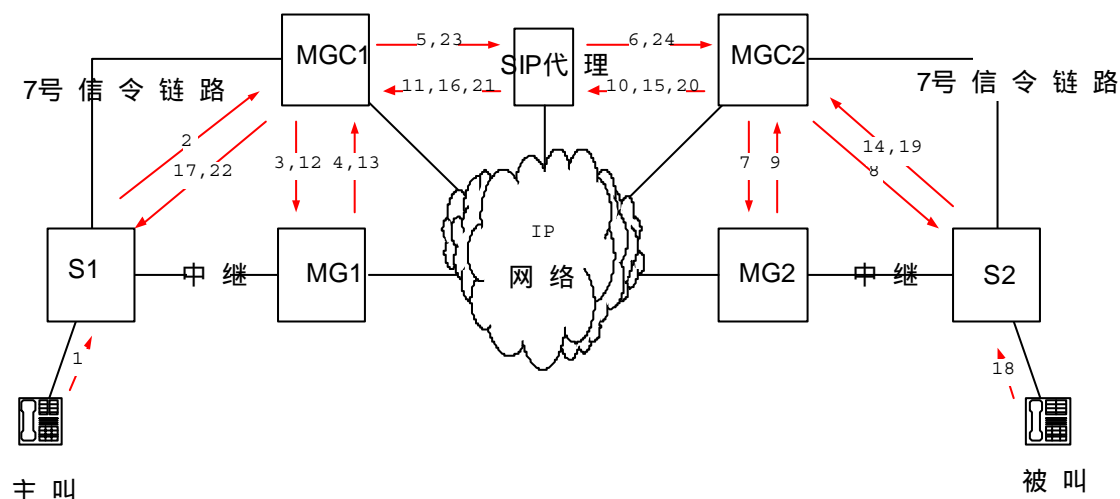 MGC1
5,23
SIP代 理
6,24
MGC2
7号 信 令 链 路
11,16,21
10,15,20
7号 信 令 链 路
2
17,22
3,12
4,13
7
9
14,19
8
S1
中 继
MG1
IP
网 络
MG2
中 继
S2
1
18
主 叫
被 叫